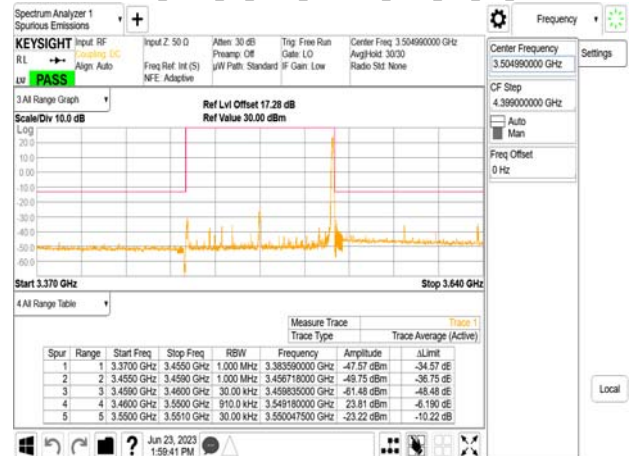 Spectrum Analyzer 1
Spurious Emissions
Frequency
KEYSIGHT Input: RF
RL
Coupling: DC
Align: Auto
Input Z: 50 Ω
Freq Ref: Int (S)
NFE: Adaptive
Atten: 30 dB
Preamp: Off
µW Path: Standard
Trig: Free Run
Gate: LO
IF Gain: Low
Center Freq: 3.504990000 GHz
Avg|Hold: 30/30
Radio Std: None
PASS
Center Frequency
3.504990000 GHz
Settings
CF Step
4.399000000 GHz
Auto
Man
Freq Offset
0 Hz
Local
3 All Range Graph
Scale/Div 10.0 dB
Ref Lvl Offset 17.28 dB
Ref Value 30.00 dBm
Log
20.0
10.0
0.00
-10.0
-20.0
-30.0
-40.0
-50.0
-60.0
Start 3.370 GHz
Stop 3.640 GHz
4 All Range Table
Measure Trace Trace 1
Trace Type Trace Average (Active)
Spur Range Start Freq Stop Freq RBW Frequency Amplitude ΔLimit
1 1 3.3700 GHz 3.4550 GHz 1.000 MHz 3.383590000 GHz -47.57 dBm -34.57 dB
2 2 3.4550 GHz 3.4590 GHz 1.000 MHz 3.456718000 GHz -49.75 dBm -36.75 dB
3 3 3.4590 GHz 3.4600 GHz 30.00 kHz 3.459835000 GHz -61.48 dBm -48.48 dB
4 4 3.4600 GHz 3.5500 GHz 910.0 kHz 3.549180000 GHz 23.81 dBm -6.190 dB
5 5 3.5500 GHz 3.5510 GHz 30.00 kHz 3.550047500 GHz -23.22 dBm -10.22 dB
Jun 23, 2023
1:59:41 PM